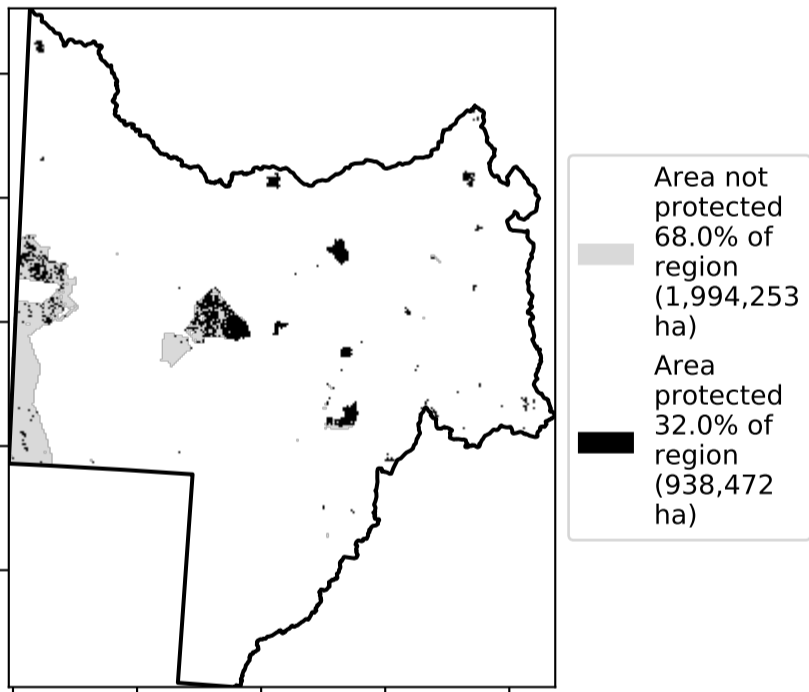 Area not
protected
68.0% of
region
(1,994,253
ha)
Area
protected
32.0% of
region
(938,472
ha)